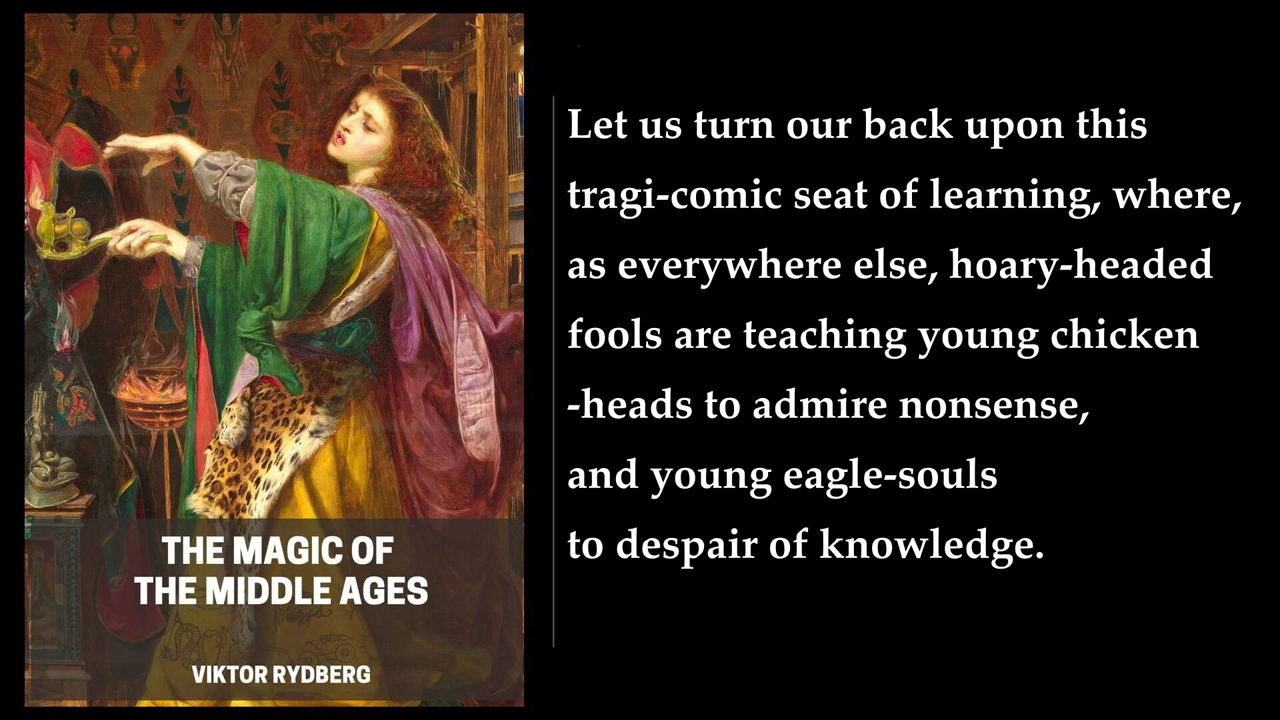 THE MAGIC OF
THE MIDDLE AGES
VIKTOR RYDBERG
Let us turn our back upon this
tragi-comic seat of learning, where,
as everywhere else, hoary-headed
fools are teaching young chicken
-heads to admire nonsense,
and young eagle-souls
to despair of knowledge.